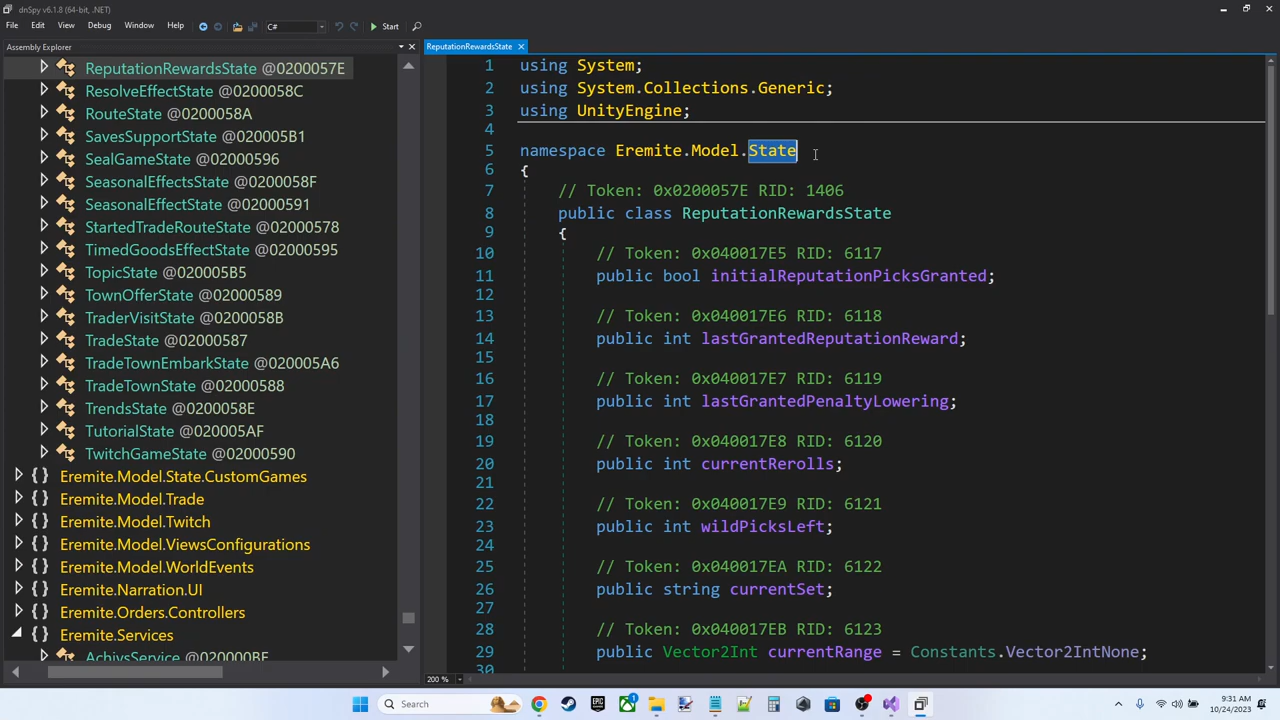 dnSpy v6.1.8 (64-bit, .NET)
File Edit View Debug Window Help C# Start
Assembly Explorer
ReputationRewardsState @0200057E
ResolveEffectState @0200058C
RouteState @0200058A
SavesSupportState @020005B1
SealGameState @02000596
SeasonalEffectsState @0200058F
SeasonalEffectState @02000591
StartedTradeRouteState @02000578
TimedGoodsEffectState @02000595
TopicState @020005B5
TownOfferState @02000589
TraderVisitState @0200058B
TradeState @02000587
TradeTownEmbarkState @020005A6
TradeTownState @02000588
TrendsState @0200058E
TutorialState @020005AF
TwitchGameState @02000590
{ } Eremite.Model.State.CustomGames
{ } Eremite.Model.Trade
{ } Eremite.Model.Twitch
{ } Eremite.Model.ViewsConfigurations
{ } Eremite.Model.WorldEvents
{ } Eremite.Narration.UI
{ } Eremite.Orders.Controllers
{ } Eremite.Services
AchivsService @020000BE
ReputationRewardsState
1 using System;
2 using System.Collections.Generic;
3 using UnityEngine;
4
5 namespace Eremite.Model.State
6 {
7 // Token: 0x0200057E RID: 1406
8 public class ReputationRewardsState
9 {
10 // Token: 0x040017E5 RID: 6117
11 public bool initialReputationPicksGranted;
12
13 // Token: 0x040017E6 RID: 6118
14 public int lastGrantedReputationReward;
15
16 // Token: 0x040017E7 RID: 6119
17 public int lastGrantedPenaltyLowering;
18
19 // Token: 0x040017E8 RID: 6120
20 public int currentRerolls;
21
22 // Token: 0x040017E9 RID: 6121
23 public int wildPicksLeft;
24
25 // Token: 0x040017EA RID: 6122
26 public string currentSet;
27
28 // Token: 0x040017EB RID: 6123
29 public Vector2Int currentRange = Constants.Vector2IntNone;
30
200 %
Search
1
9:31 AM
10/24/2023